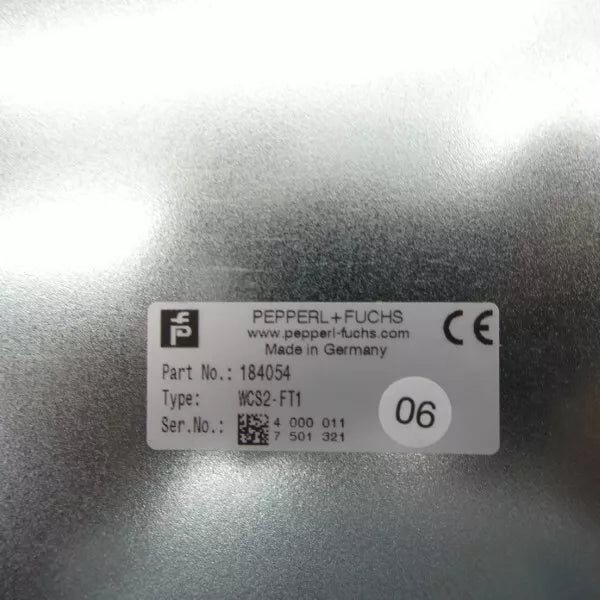 PEPPERL+FUCHS
www.pepperl-fuchs.com
Made in Germany
CE
Part No.: 184054
Type: WCS2-FT1
Ser.No.: 4 000 011
7 501 321
06